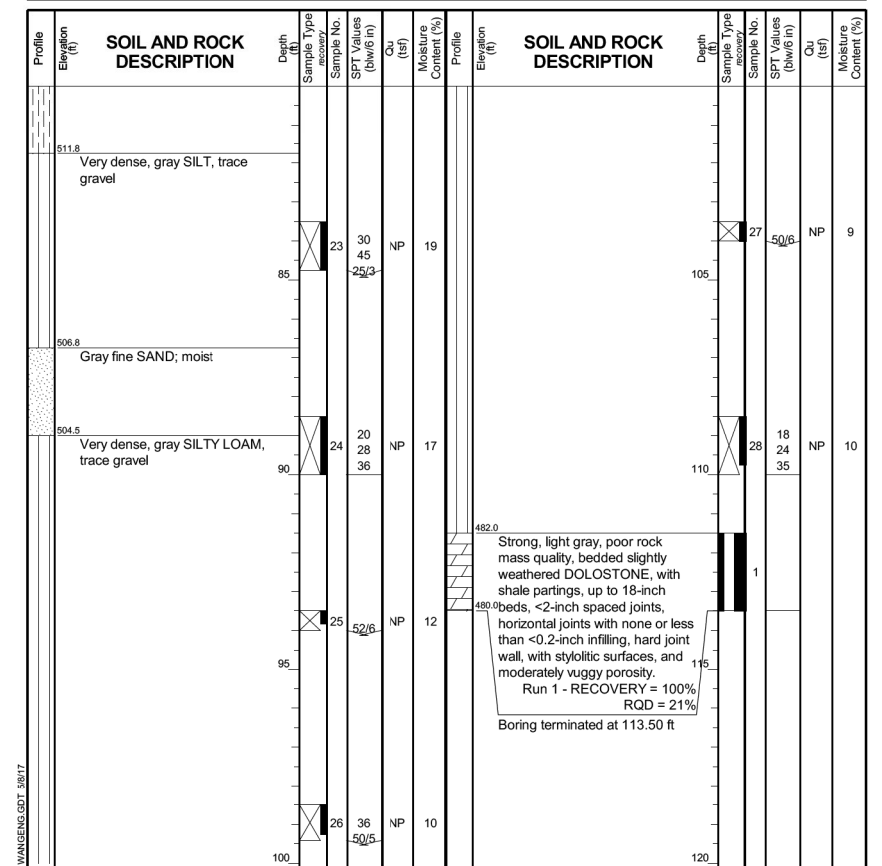 Profile
Elevation (ft)
SOIL AND ROCK
DESCRIPTION
Depth (ft)
Sample Type
recovery
Sample No.
SPT Values (blw/6 in)
Qu (tsf)
Moisture Content (%)
Profile
Elevation (ft)
SOIL AND ROCK
DESCRIPTION
Depth (ft)
Sample Type
recovery
Sample No.
SPT Values (blw/6 in)
Qu (tsf)
Moisture Content (%)
511.8
Very dense, gray SILT, trace
gravel
23
30
45
25/3
NP
19
85
506.8
Gray fine SAND; moist
504.5
Very dense, gray SILTY LOAM,
trace gravel
24
20
28
36
NP
17
90
25
52/6
NP
12
95
26
36
50/5
NP
10
100
27
50/6
NP
9
105
28
18
24
35
NP
10
110
482.0
Strong, light gray, poor rock
mass quality, bedded slightly
weathered DOLOSTONE, with
shale partings, up to 18-inch
480.0 beds, <2-inch spaced joints,
horizontal joints with none or less
than <0.2-inch infilling, hard joint
wall, with stylolitic surfaces, and
moderately vuggy porosity.
Run 1 - RECOVERY = 100%
RQD = 21%
1
115
Boring terminated at 113.50 ft
120
WANGENG.GDT 5/8/17